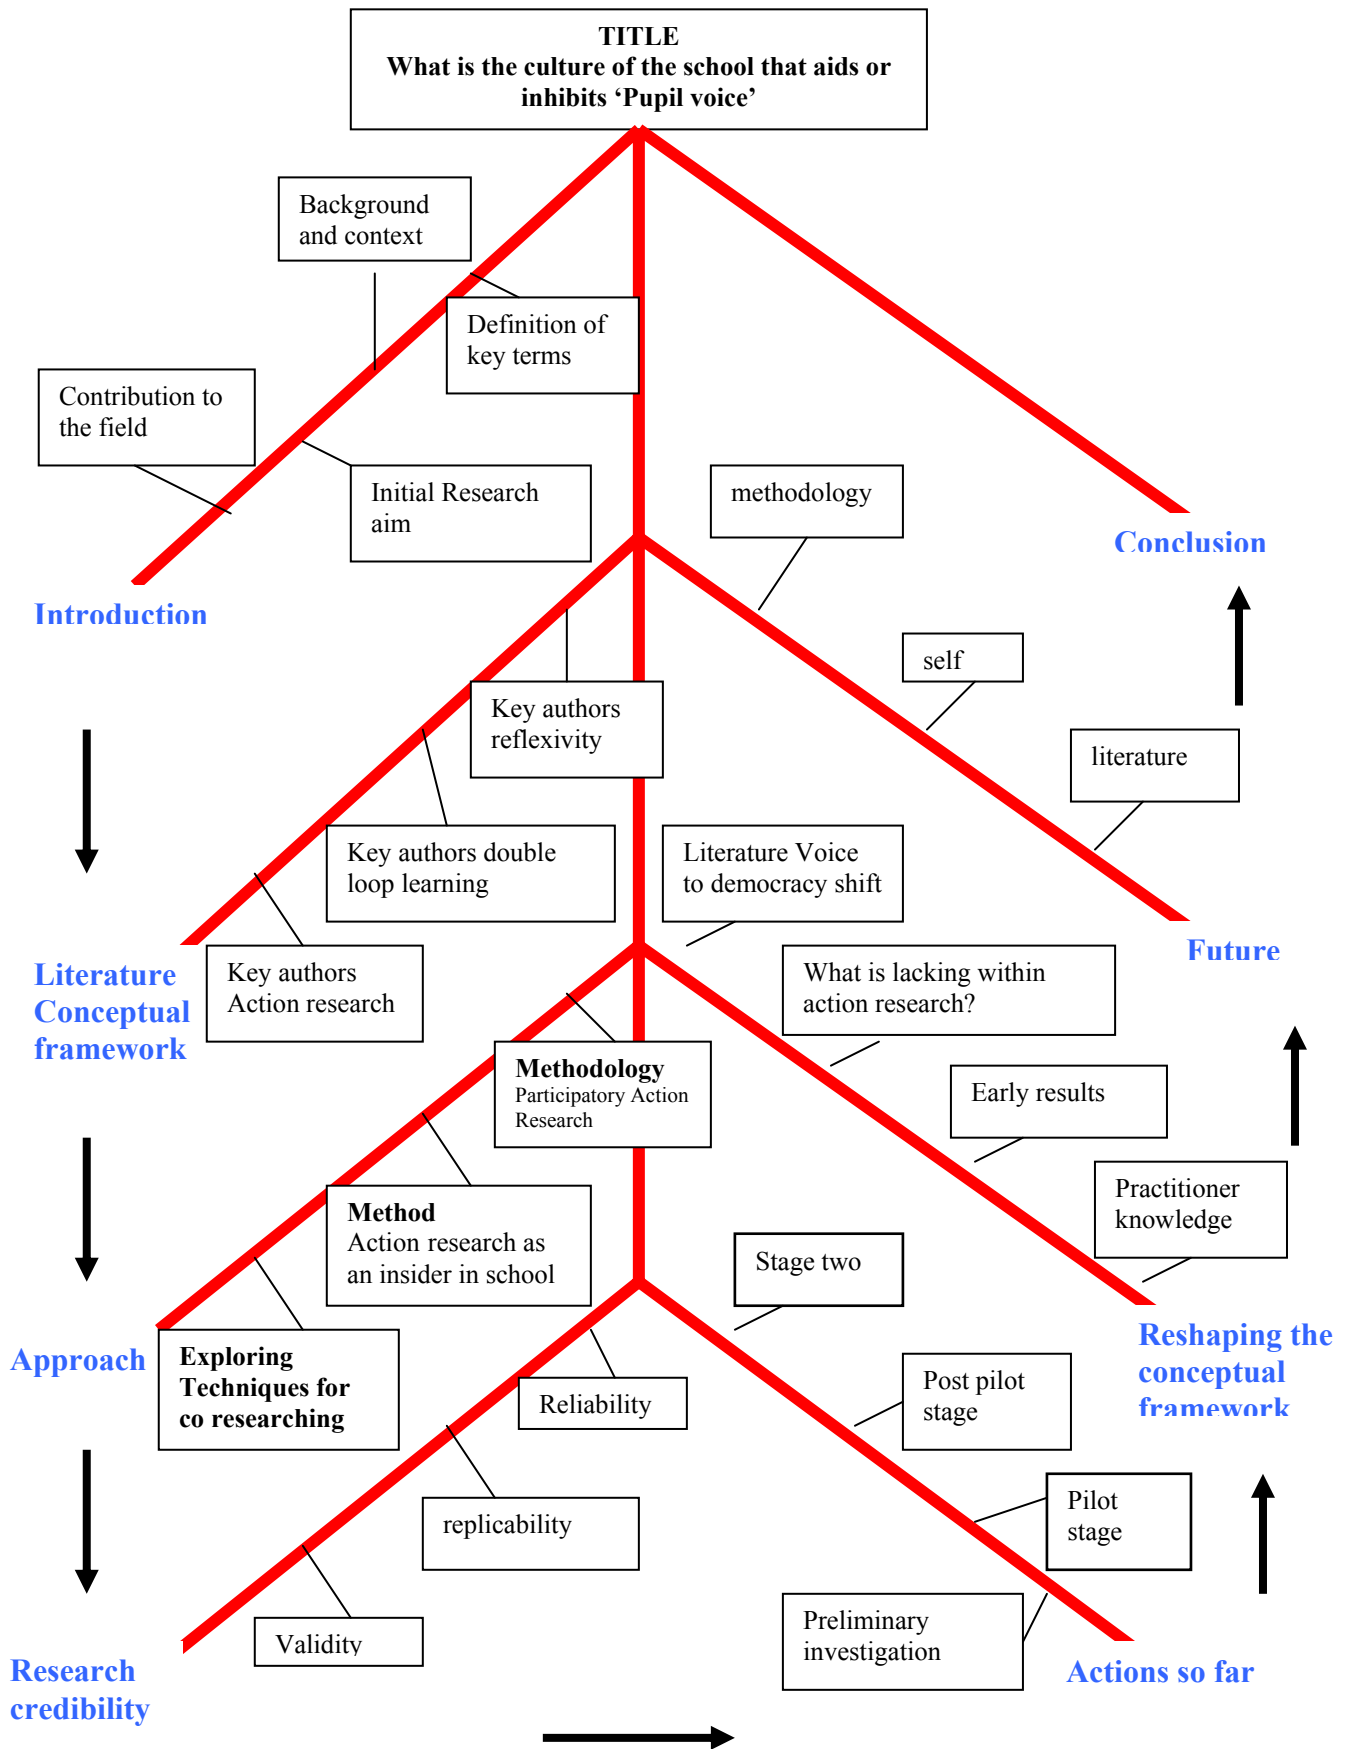 TITLE
What is the culture of the school that aids or
inhibits ‘Pupil voice’
Background
and context
Definition of
key terms
Contribution to
the field
Initial Research
aim
methodology
Conclusion
Introduction
self
Key authors
reflexivity
literature
Key authors double
loop learning
Literature Voice
to democracy shift
Future
Literature
Conceptual
framework
Key authors
Action research
What is lacking within
action research?
Methodology
Participatory Action
Research
Early results
Practitioner
knowledge
Method
Action research as
an insider in school
Stage two
Approach
Exploring
Techniques for
co researching
Reshaping the
conceptual
framework
Reliability
Post pilot
stage
replicability
Pilot
stage
Validity
Preliminary
investigation
Research
credibility
Actions so far